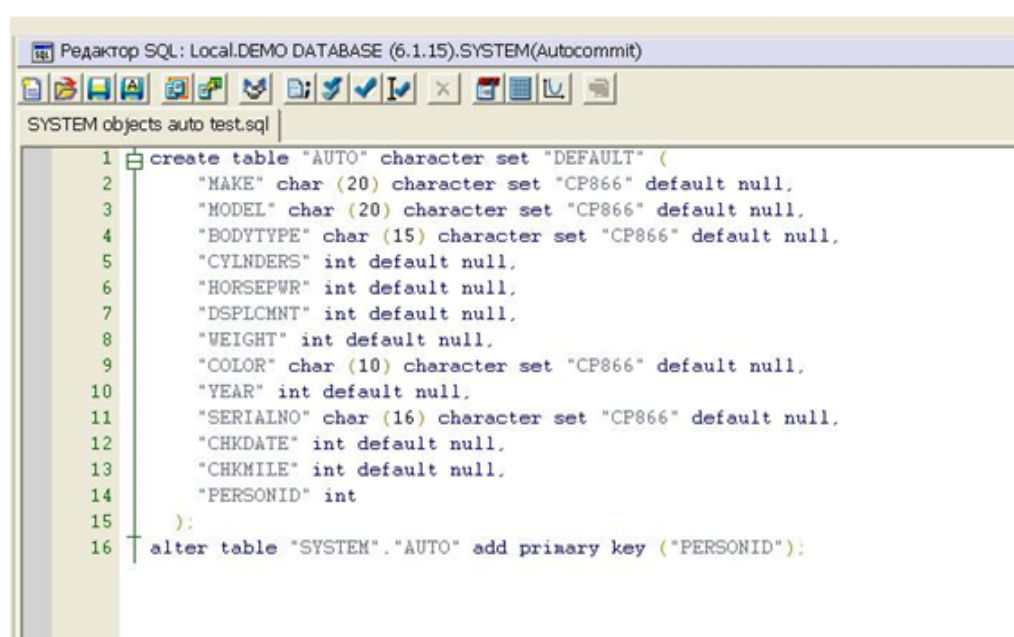 Редактор SQL: Local.DEMO DATABASE (6.1.15).SYSTEM(Autocommit)
SYSTEM objects auto test.sql
1 create table "AUTO" character set "DEFAULT" (
2 "MAKE" char (20) character set "CP866" default null,
3 "MODEL" char (20) character set "CP866" default null,
4 "BODYTYPE" char (15) character set "CP866" default null,
5 "CYLNDERS" int default null,
6 "HORSEPWR" int default null,
7 "DSPLCMNT" int default null,
8 "WEIGHT" int default null,
9 "COLOR" char (10) character set "CP866" default null,
10 "YEAR" int default null,
11 "SERIALNO" char (16) character set "CP866" default null,
12 "CHKDATE" int default null,
13 "CHKMILE" int default null,
14 "PERSONID" int
15 );
16 alter table "SYSTEM"."AUTO" add primary key ("PERSONID");